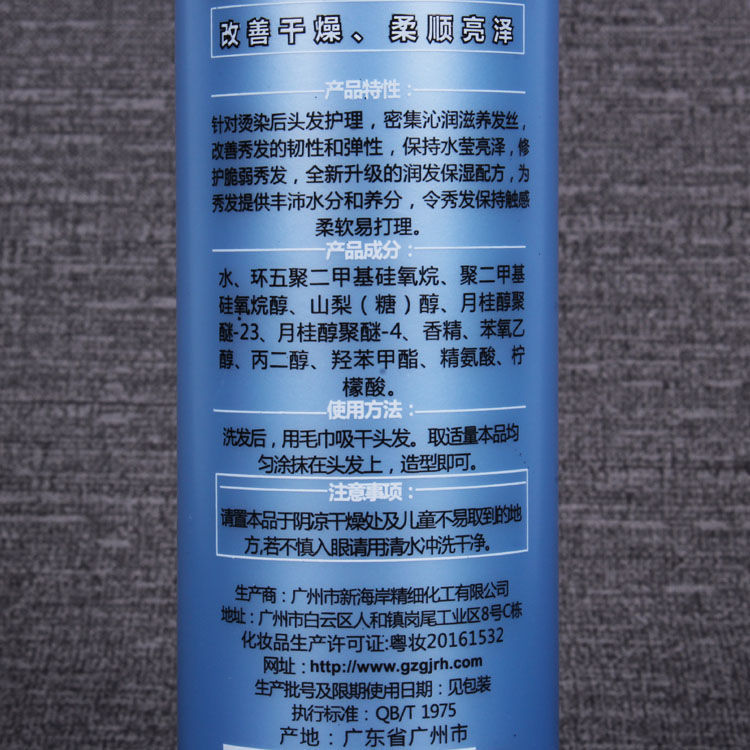 改善干燥、柔顺亮泽
产品特性：
针对烫染后头发护理，密集沁润滋养发丝，
改善秀发的韧性和弹性，保持水莹亮泽，修
护脆弱秀发，全新升级的润发保湿配方，为
秀发提供丰沛水分和养分，令秀发保持触感
柔软易打理。
产品成分：
水、环五聚二甲基硅氧烷、聚二甲基
硅氧烷醇、山梨（糖）醇、月桂醇聚
醚-23、月桂醇聚醚-4、香精、苯氧乙
醇、丙二醇、羟苯甲酯、精氨酸、柠
檬酸。
使用方法：
洗发后，用毛巾吸干头发。取适量本品均
匀涂抹在头发上，造型即可。
注意事项：
请置本品于阴凉干燥处及儿童不易取到的地
方,若不慎入眼请用清水冲洗干净。
生产商：广州市新海岸精细化工有限公司
地址：广州市白云区人和镇岗尾工业区8号C栋
化妆品生产许可证:粤妆20161532
网址：http://www.gzgjrh.com
生产批号及限期使用日期：见包装
执行标准：QB/T 1975
产地：广东省广州市